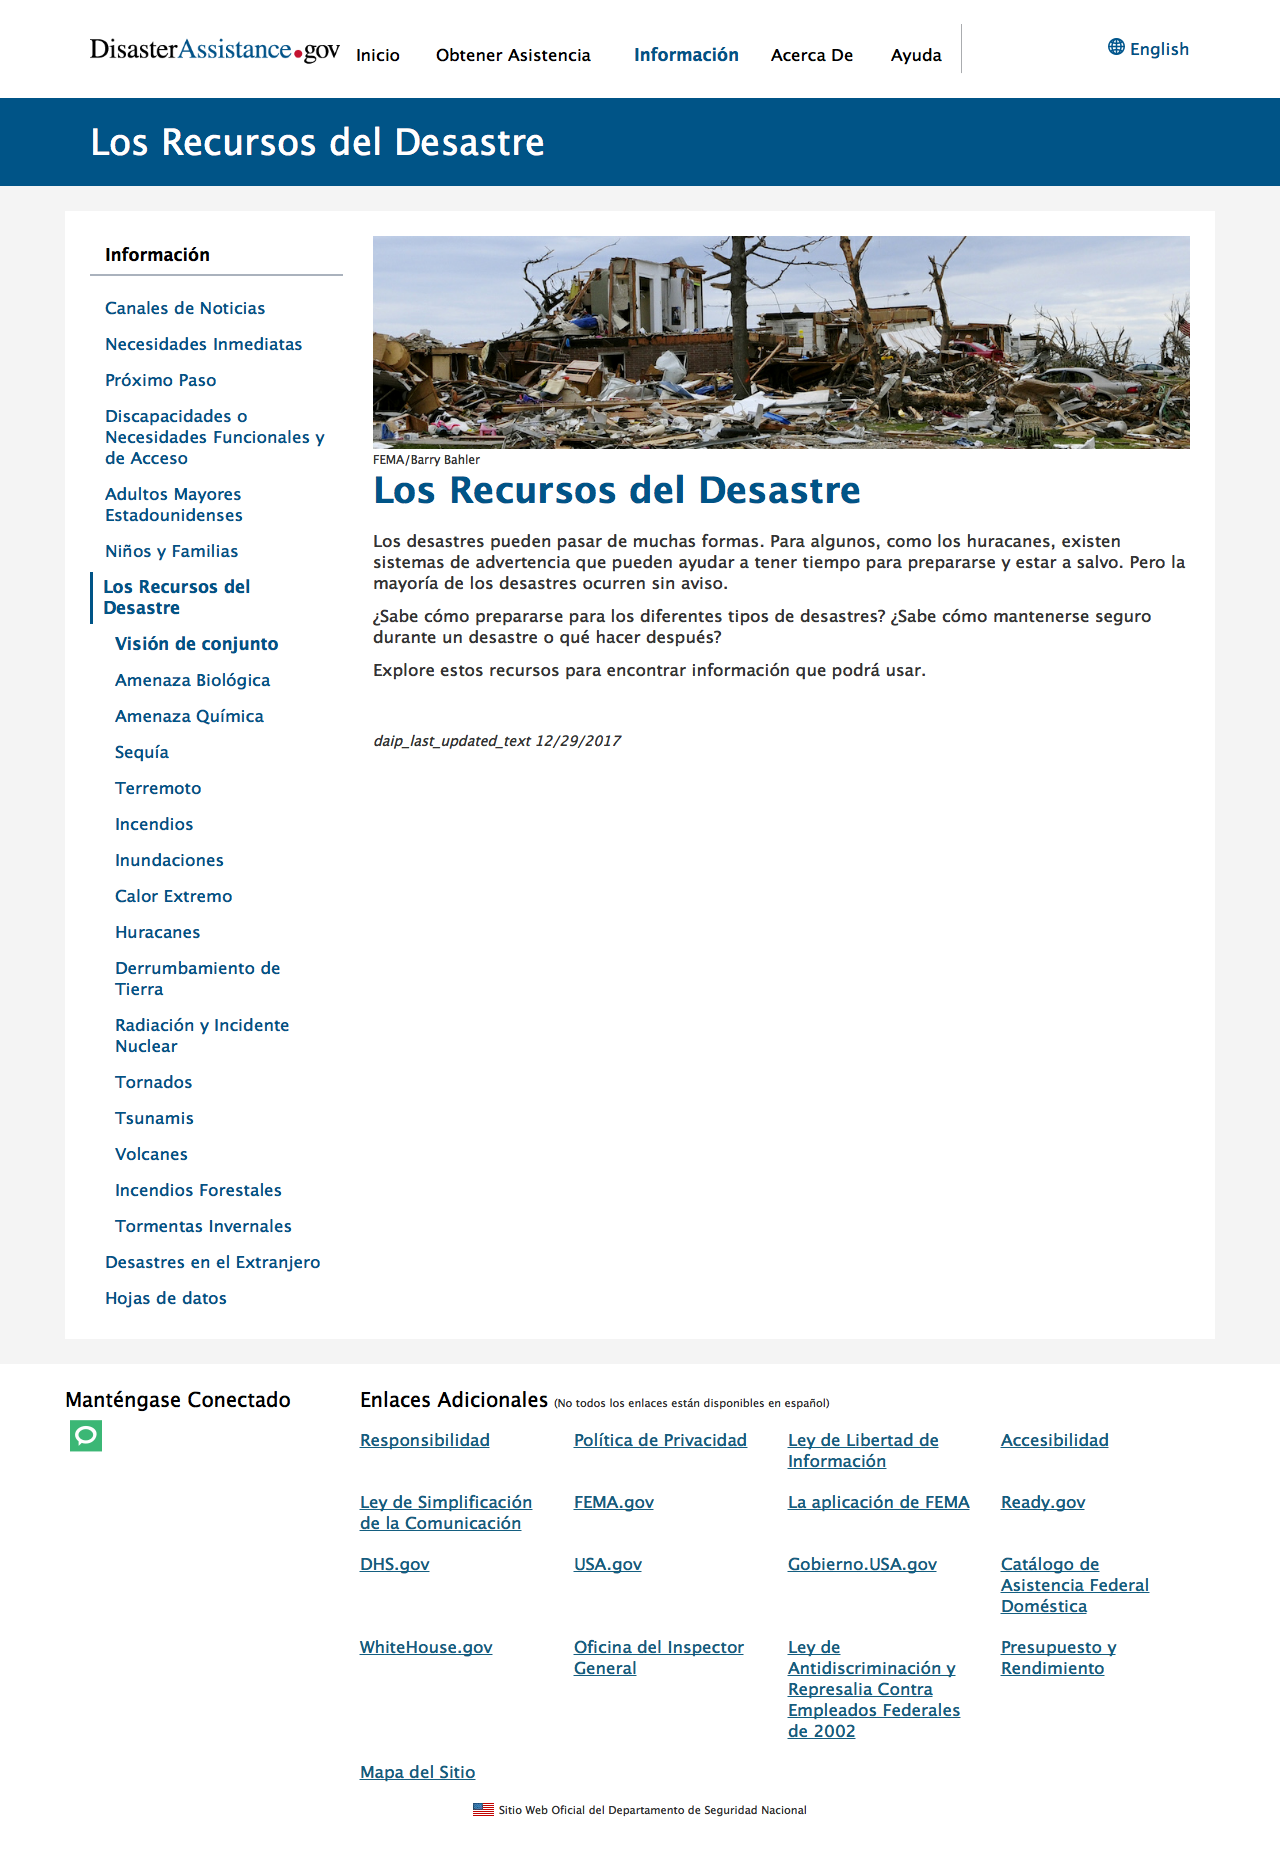 DisasterAssistance.gov
Inicio
Obtener Asistencia
Información
Acerca De
Ayuda
English
Los Recursos del Desastre
Información
Canales de Noticias
Necesidades Inmediatas
Próximo Paso
Discapacidades o
Necesidades Funcionales y
de Acceso
Adultos Mayores
Estadounidenses
Niños y Familias
Los Recursos del
Desastre
Visión de conjunto
Amenaza Biológica
Amenaza Química
Sequía
Terremoto
Incendios
Inundaciones
Calor Extremo
Huracanes
Derrumbamiento de
Tierra
Radiación y Incidente
Nuclear
Tornados
Tsunamis
Volcanes
Incendios Forestales
Tormentas Invernales
Desastres en el Extranjero
Hojas de datos
FEMA/Barry Bahler
Los Recursos del Desastre
Los desastres pueden pasar de muchas formas. Para algunos, como los huracanes, existen
sistemas de advertencia que pueden ayudar a tener tiempo para prepararse y estar a salvo. Pero la
mayoría de los desastres ocurren sin aviso.
¿Sabe cómo prepararse para los diferentes tipos de desastres? ¿Sabe cómo mantenerse seguro
durante un desastre o qué hacer después?
Explore estos recursos para encontrar información que podrá usar.
daip_last_updated_text 12/29/2017
Manténgase Conectado
Enlaces Adicionales (No todos los enlaces están disponibles en español)
Responsibilidad
Política de Privacidad
Ley de Libertad de
Información
Accesibilidad
Ley de Simplificación
de la Comunicación
FEMA.gov
La aplicación de FEMA
Ready.gov
DHS.gov
USA.gov
Gobierno.USA.gov
Catálogo de
Asistencia Federal
Doméstica
WhiteHouse.gov
Oficina del Inspector
General
Ley de
Antidiscriminación y
Represalia Contra
Empleados Federales
de 2002
Presupuesto y
Rendimiento
Mapa del Sitio
Sitio Web Oficial del Departamento de Seguridad Nacional